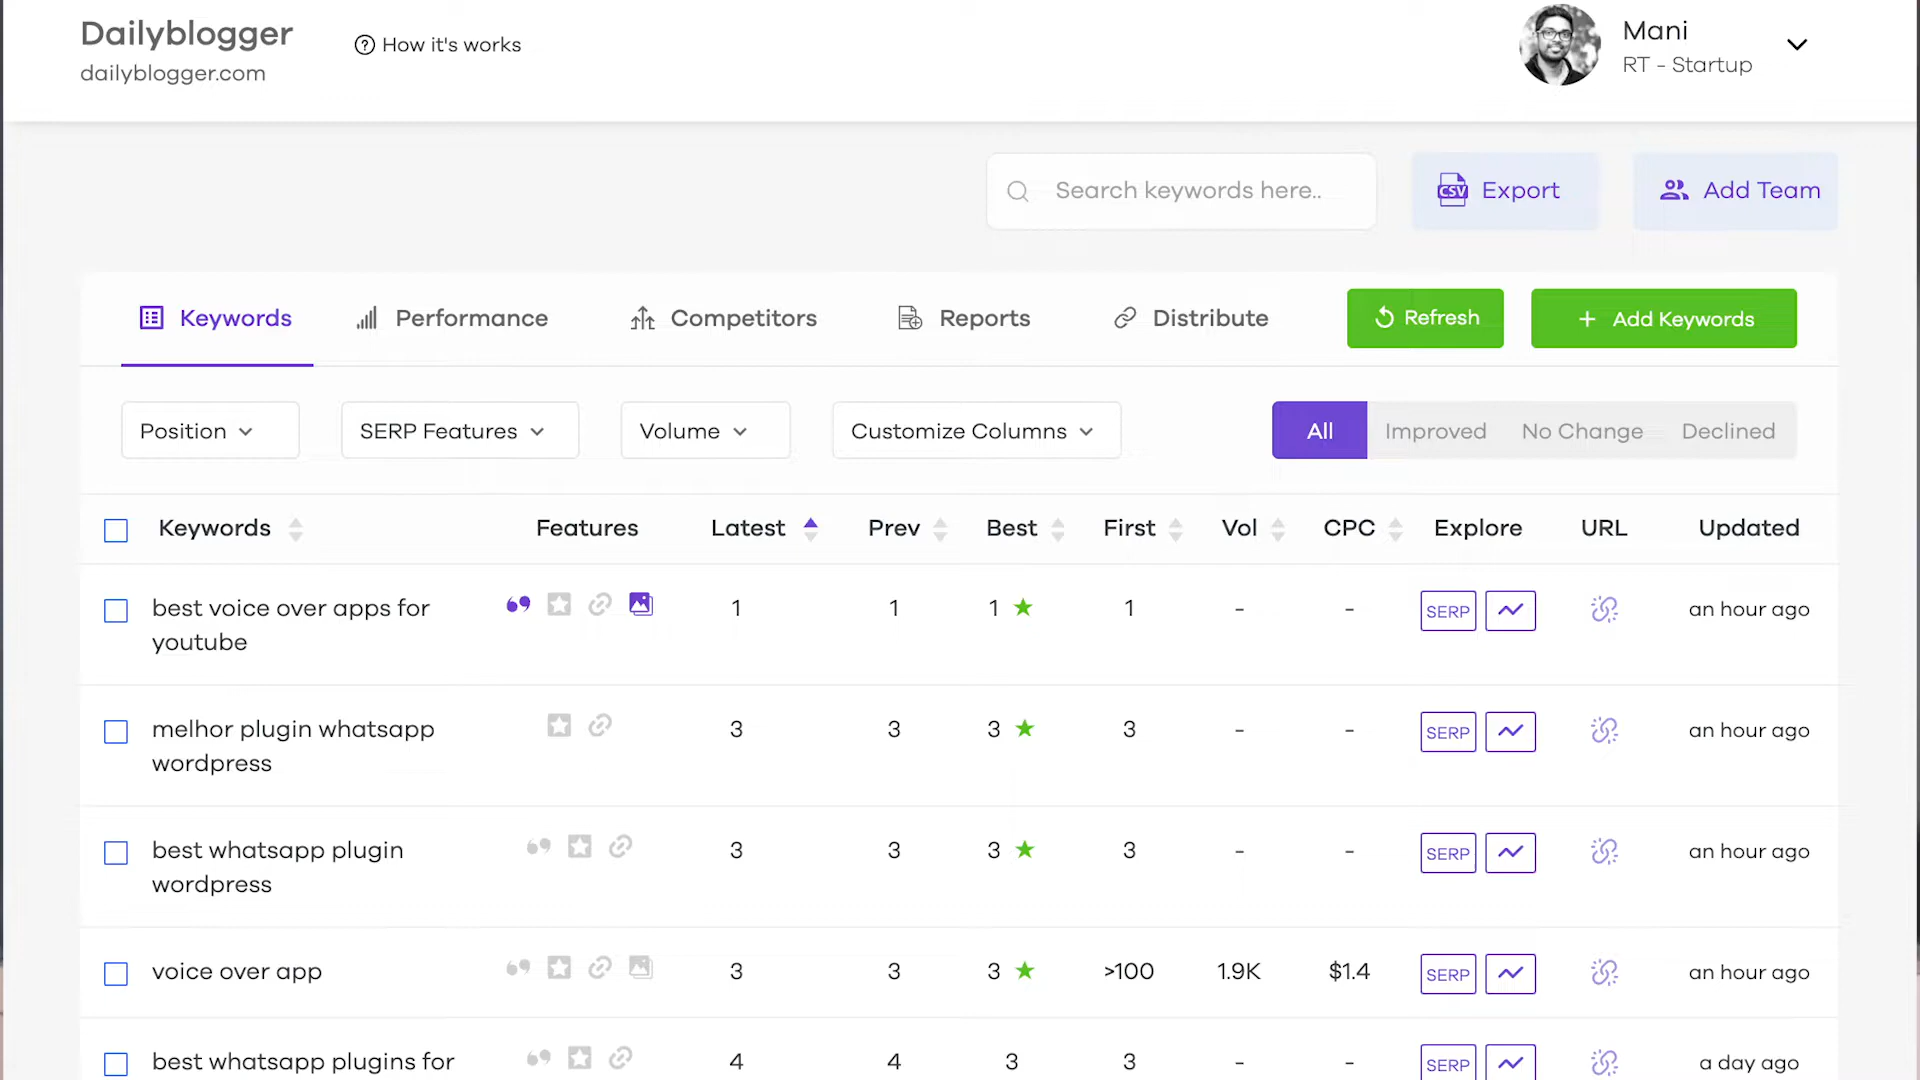 Dailyblogger
dailyblogger.com
How it's works
Mani
RT - Startup
Search keywords here..
CSV Export
Add Team
Keywords Performance Competitors Reports Distribute Refresh + Add Keywords
Position SERP Features Volume Customize Columns All Improved No Change Declined
Keywords Features Latest Prev Best First Vol CPC Explore URL Updated
best voice over apps for youtube 1 1 1 1 - - SERP an hour ago
melhor plugin whatsapp wordpress 3 3 3 3 - - SERP an hour ago
best whatsapp plugin wordpress 3 3 3 3 - - SERP an hour ago
voice over app 3 3 3 >100 1.9K $1.4 SERP an hour ago
best whatsapp plugins for 4 4 3 3 - - SERP a day ago